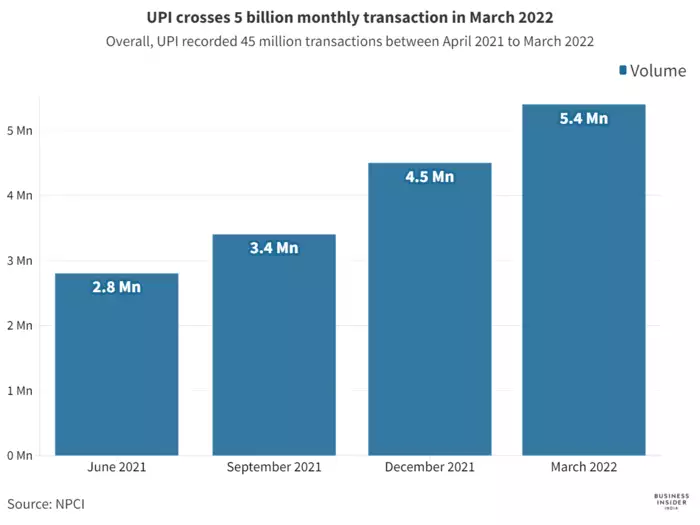 UPI crosses 5 billion monthly transaction in March 2022
Overall, UPI recorded 45 million transactions between April 2021 to March 2022
Volume
5 Mn
4 Mn
3 Mn
2 Mn
1 Mn
0 Mn
2.8 Mn
3.4 Mn
4.5 Mn
5.4 Mn
June 2021
September 2021
December 2021
March 2022
Source: NPCI
BUSINESS
INSIDER
INDIA